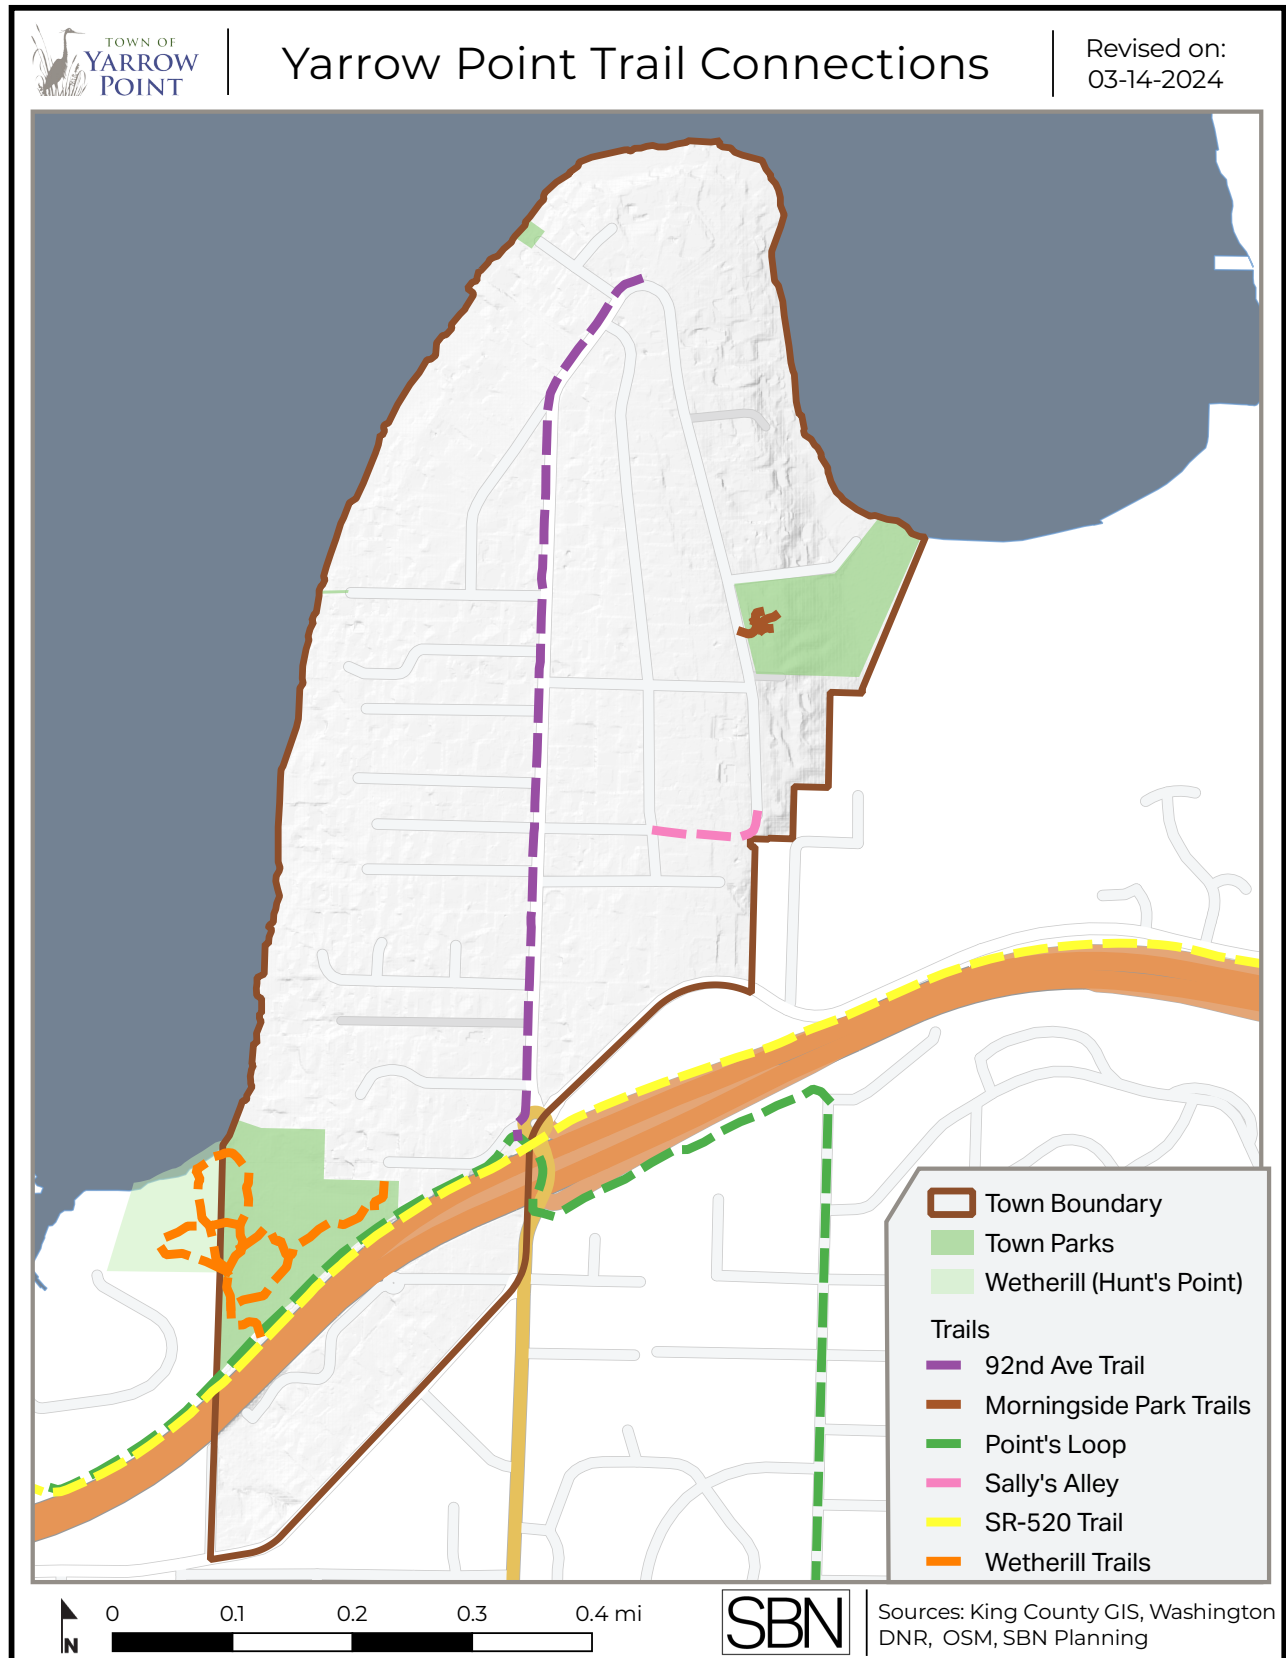 TOWN OF
YARROW
POINT
Yarrow Point Trail Connections
Revised on:
03-14-2024
Town Boundary
Town Parks
Wetherill (Hunt's Point)
Trails
92nd Ave Trail
Morningside Park Trails
Point's Loop
Sally's Alley
SR-520 Trail
Wetherill Trails
N
0 0.1 0.2 0.3 0.4 mi
SBN
Sources: King County GIS, Washington
DNR, OSM, SBN Planning